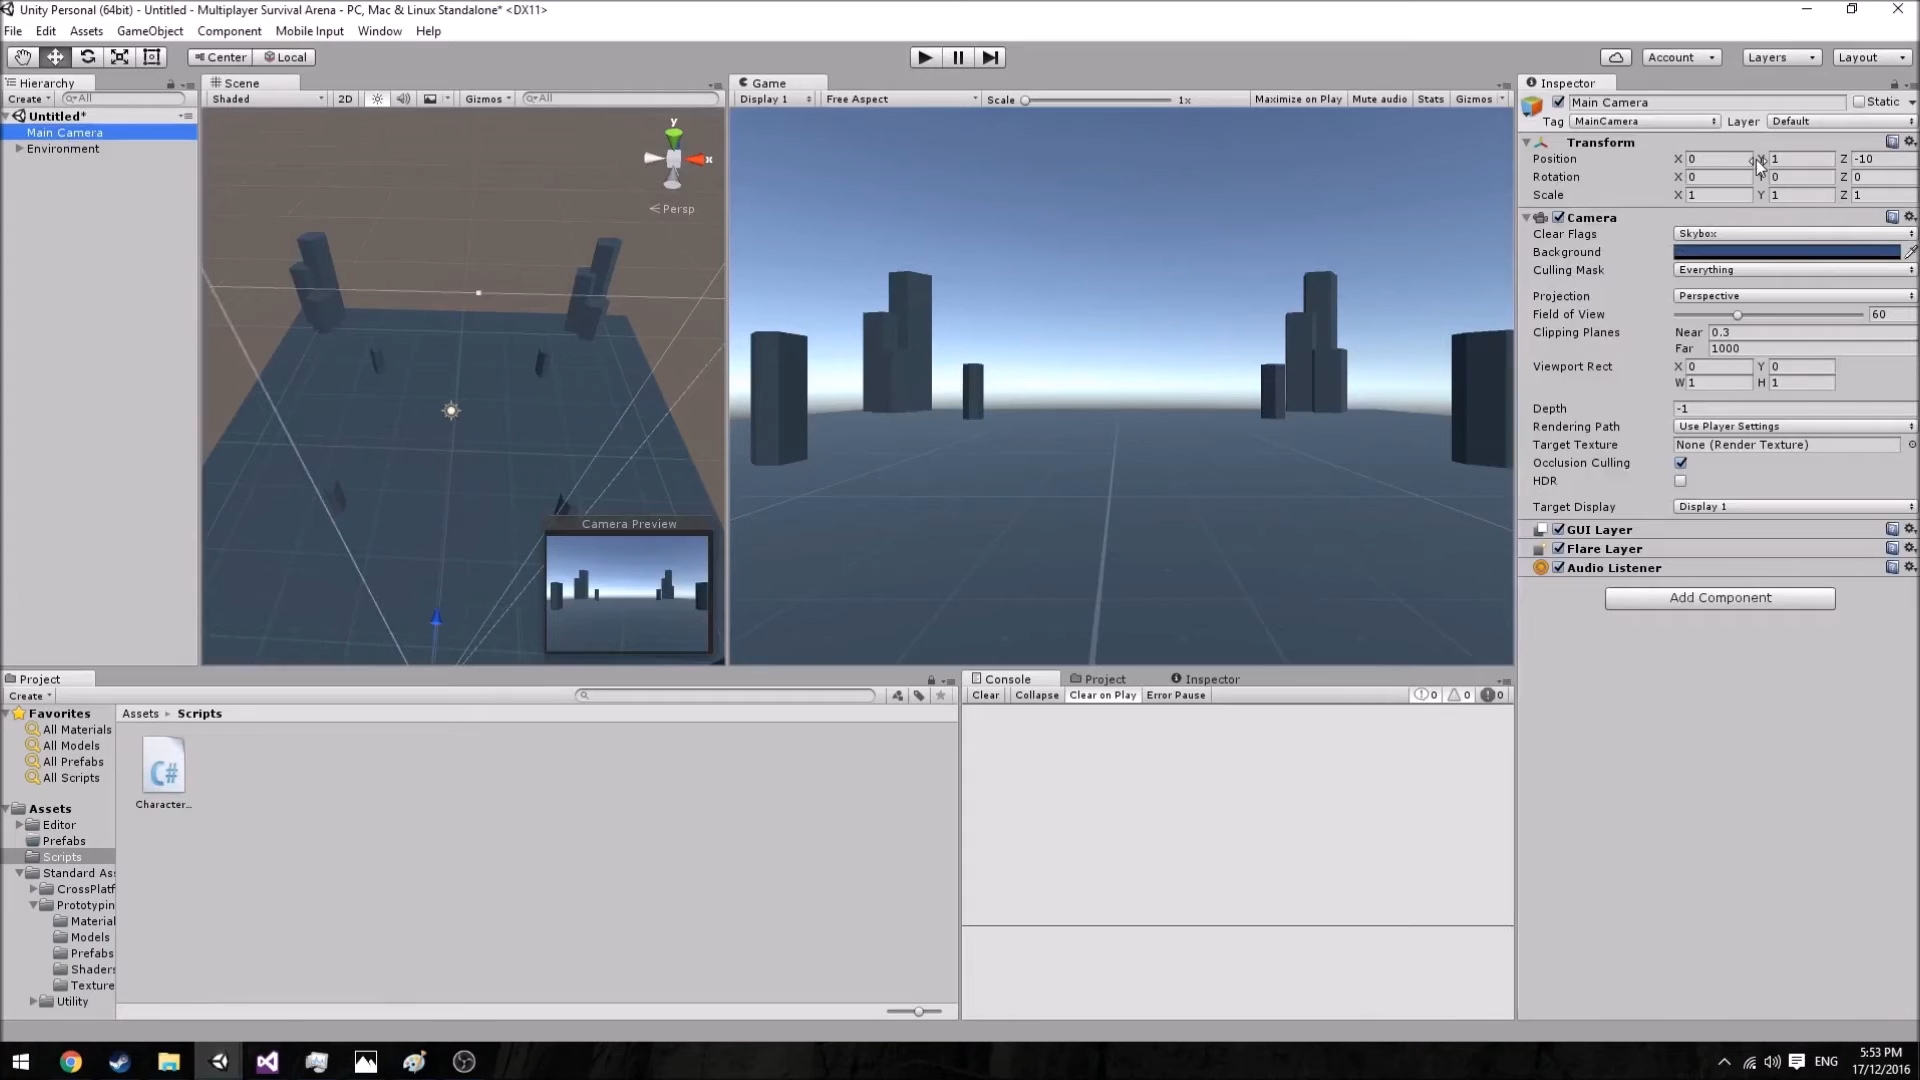 Unity Personal (64bit) - Untitled - Multiplayer Survival Arena - PC, Mac & Linux Standalone* <DX11>
File Edit Assets GameObject Component Mobile Input Window Help
Center Local Account Layers Layout
Hierarchy
Create All
Untitled*
Main Camera
Environment
Scene
Shaded 2D Gizmos All
y
x
Persp
Camera Preview
Game
Display 1 Free Aspect Scale 1x Maximize on Play Mute audio Stats Gizmos
Inspector
Main Camera Static
Tag MainCamera Layer Default
Transform
Position X 0 Y 1 Z -10
Rotation X 0 Y 0 Z 0
Scale X 1 Y 1 Z 1
Camera
Clear Flags Skybox
Background
Culling Mask Everything
Projection Perspective
Field of View 60
Clipping Planes Near 0.3
Far 1000
Viewport Rect X 0 Y 0
W 1 H 1
Depth -1
Rendering Path Use Player Settings
Target Texture None (Render Texture)
Occlusion Culling
HDR
Target Display Display 1
GUI Layer
Flare Layer
Audio Listener
Add Component
Project
Create
Favorites
All Materials
All Models
All Prefabs
All Scripts
Assets
Editor
Prefabs
Scripts
Standard Ass
CrossPlatf
Prototypin
Material
Models
Prefabs
Shaders
Texture
Utility
Assets Scripts
C#
Character...
Console Project Inspector
Clear Collapse Clear on Play Error Pause 0 0 0
ENG
5:53 PM
17/12/2016